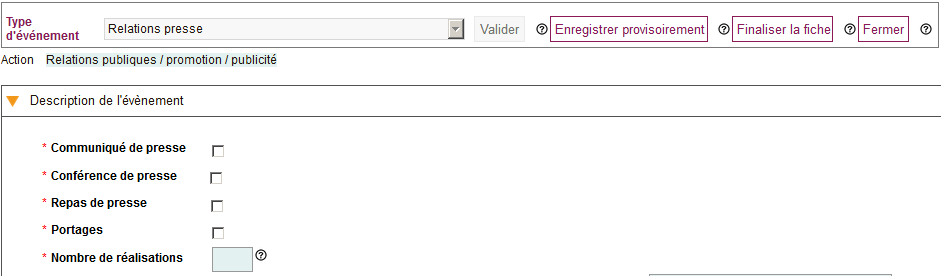 Type d'événement Relations presse Valider ? Enregistrer provisoirement ? Finaliser la fiche ? Fermer ?
Action Relations publiques / promotion / publicité
Description de l'évènement
* Communiqué de presse
* Conférence de presse
* Repas de presse
* Portages
* Nombre de réalisations ?